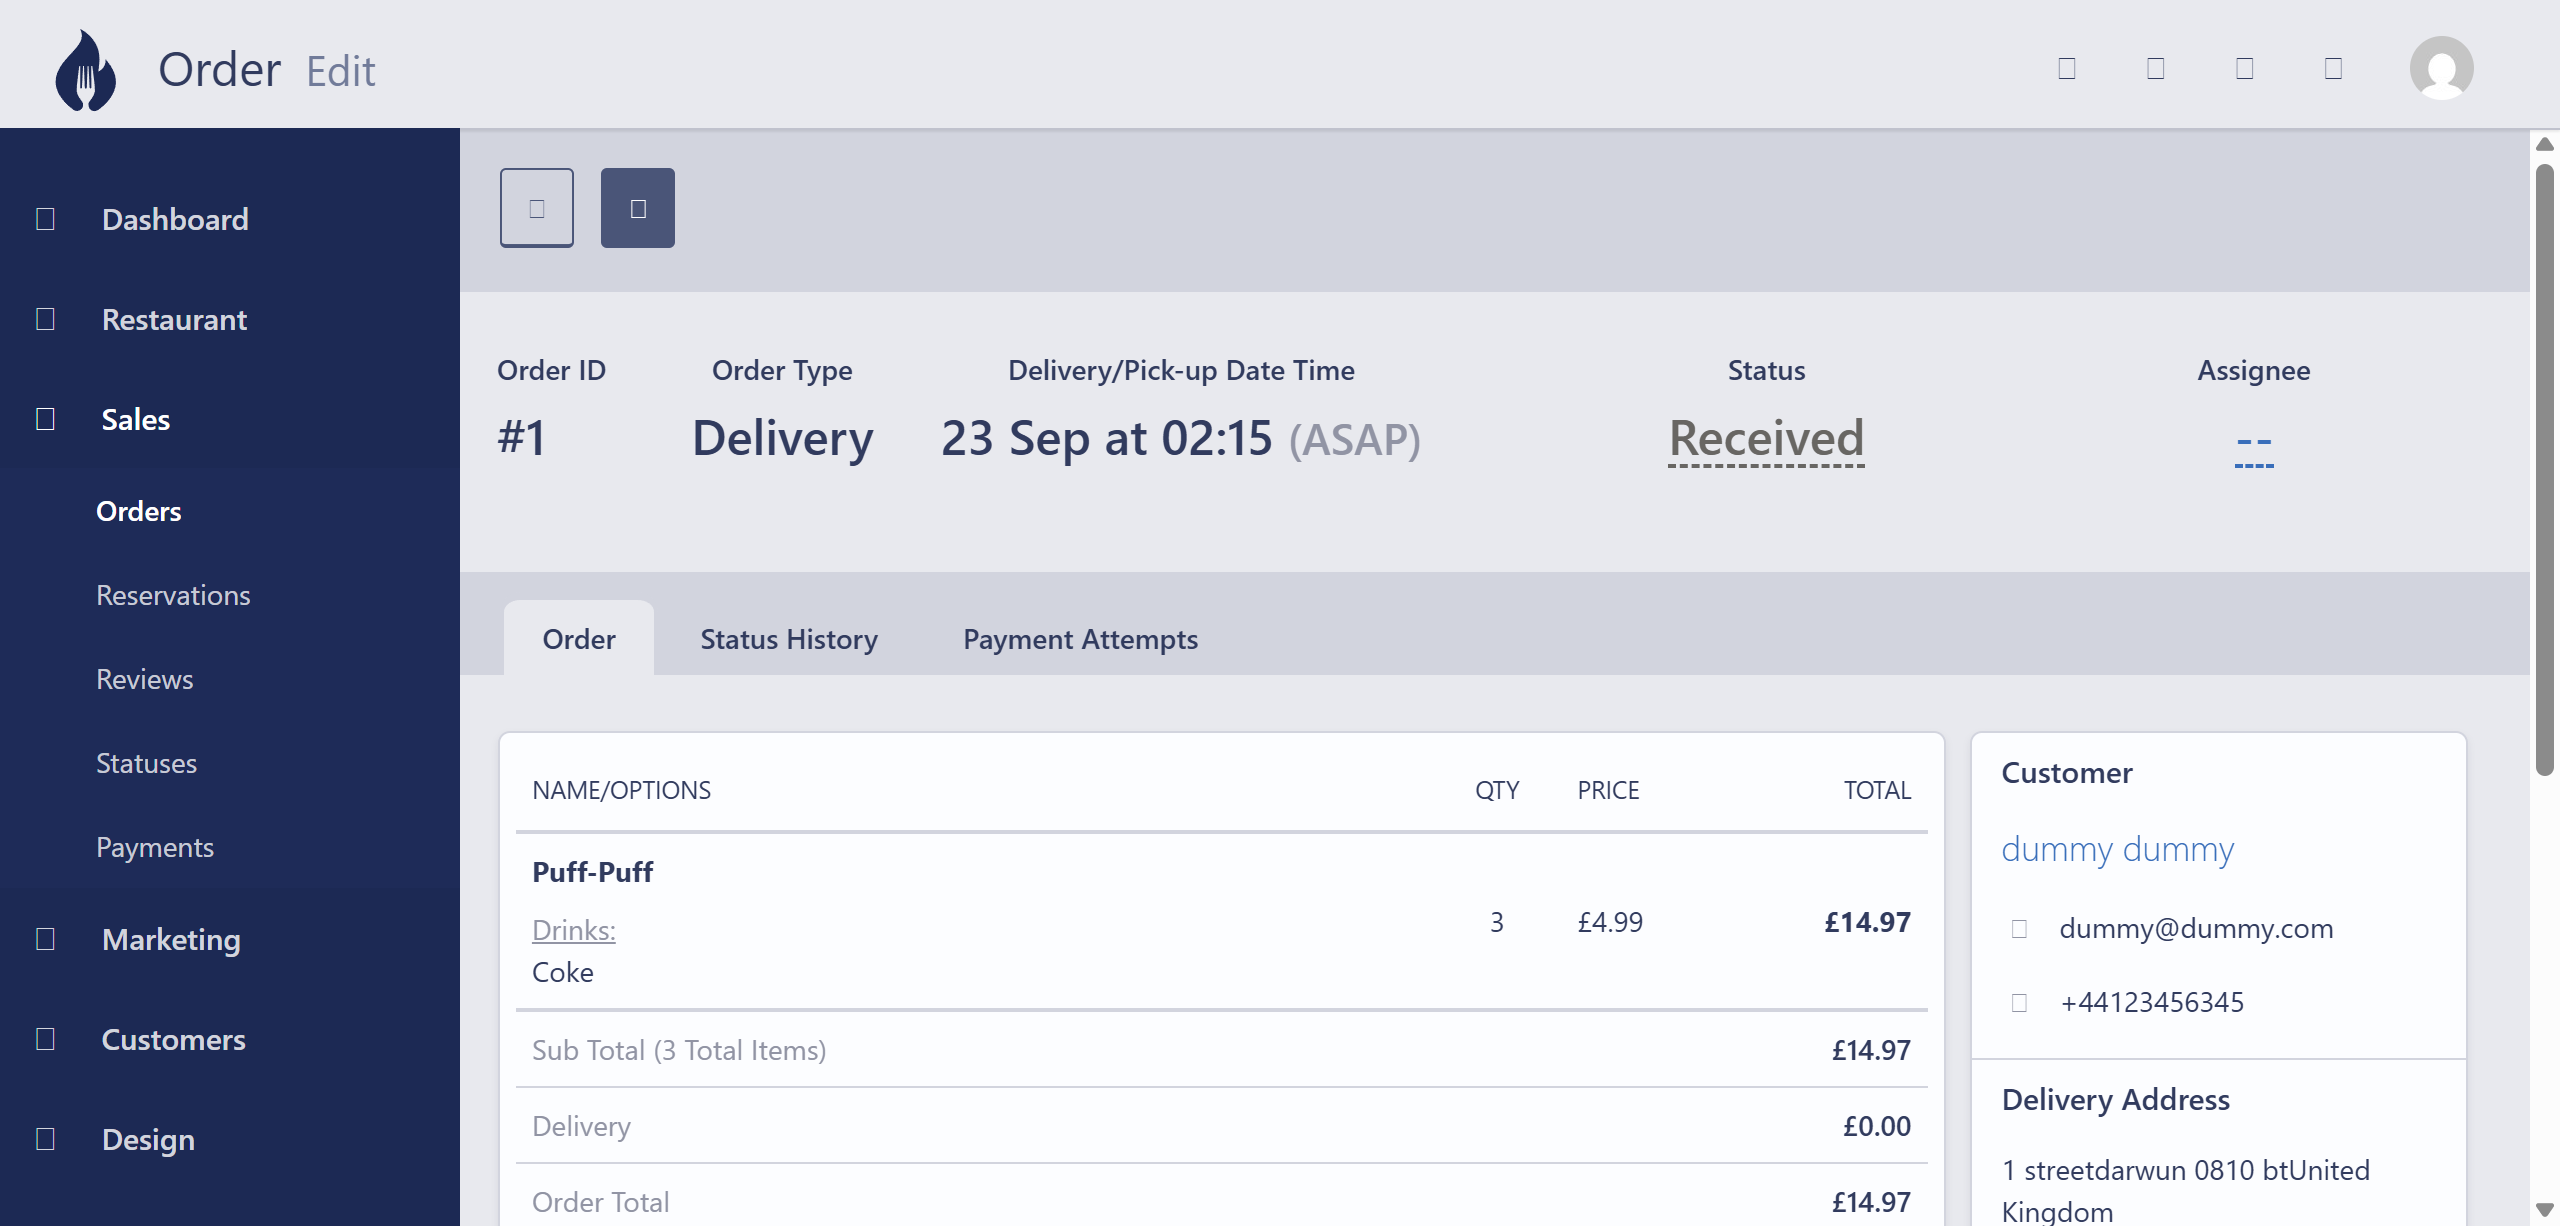 Order Edit
Dashboard
Restaurant
Sales
Orders
Reservations
Reviews
Statuses
Payments
Marketing
Customers
Design
Order ID Order Type Delivery/Pick-up Date Time Status Assignee
#1 Delivery 23 Sep at 02:15 (ASAP) Received --
Order Status History Payment Attempts
NAME/OPTIONS QTY PRICE TOTAL
Puff-Puff
Drinks:
Coke
3 £4.99 £14.97
Sub Total (3 Total Items) £14.97
Delivery £0.00
Order Total £14.97
Customer
dummy dummy
dummy@dummy.com
+44123456345
Delivery Address
1 streetdarwun 0810 btUnited
Kingdom